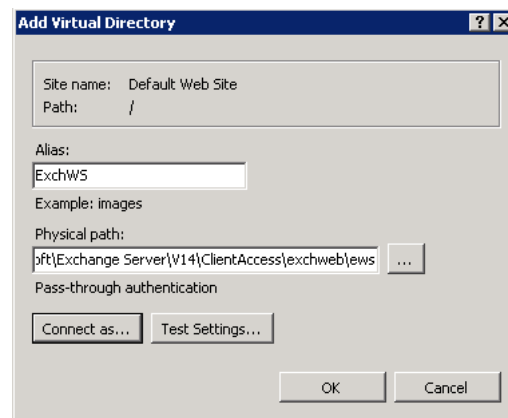 Add Virtual Directory
Site name: Default Web Site
Path: /
Alias:
ExchWS
Example: images
Physical path:
oft\Exchange Server\V14\ClientAccess\exchweb\ews ...
Pass-through authentication
Connect as... Test Settings...
OK Cancel